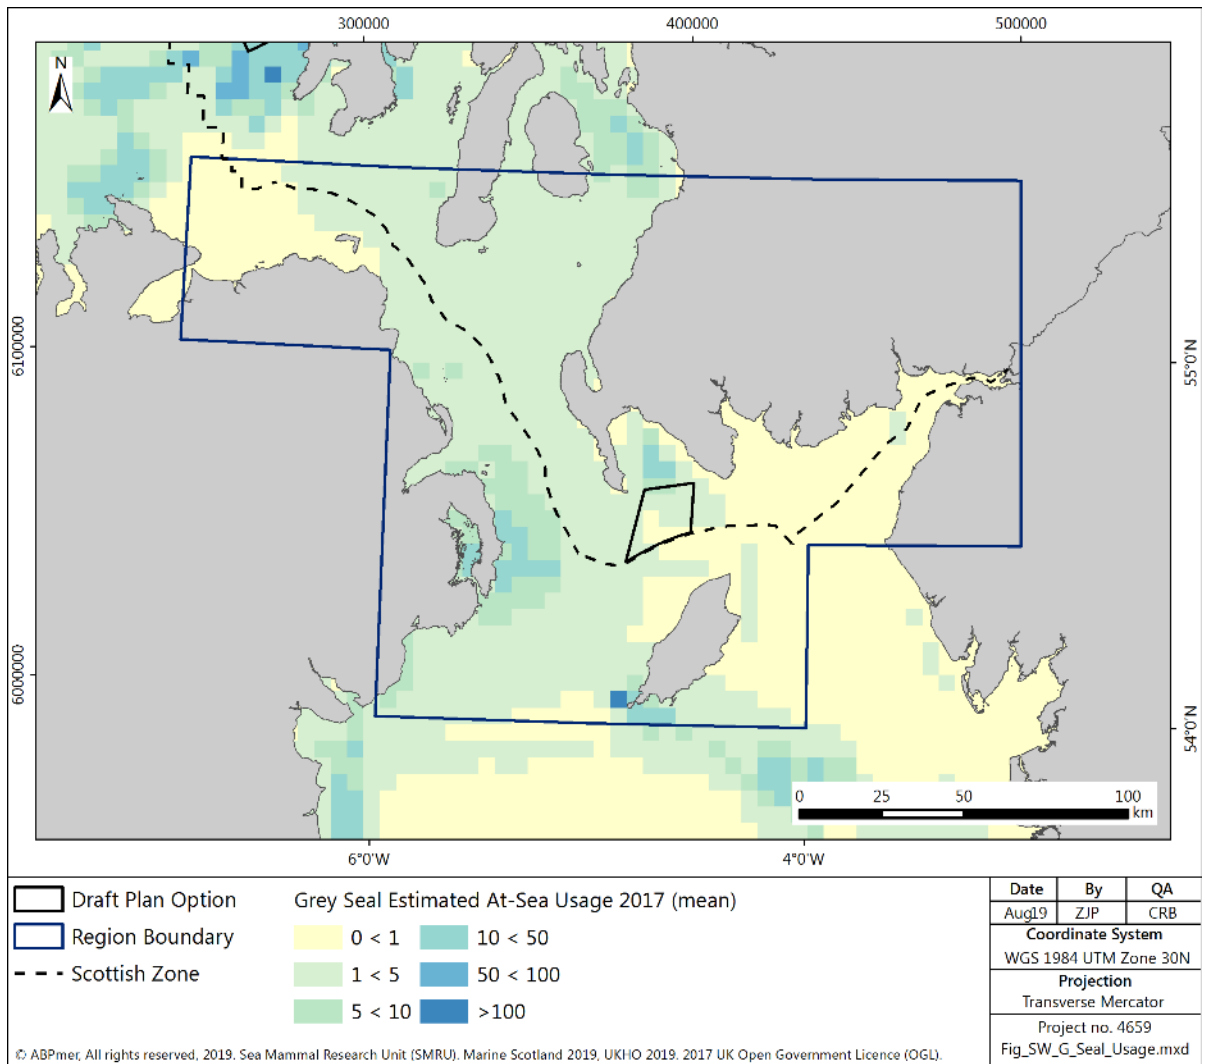 300000 400000 500000
N
6100000
6000000
55°0'N
54°0'N
0 25 50 100
km
6°0'W 4°0'W
Draft Plan Option
Region Boundary
Scottish Zone
Grey Seal Estimated At-Sea Usage 2017 (mean)
0 < 1
1 < 5
5 < 10
10 < 50
50 < 100
>100
Date By QA
Aug19 ZJP CRB
Coordinate System
WGS 1984 UTM Zone 30N
Projection
Transverse Mercator
Project no. 4659
Fig_SW_G_Seal_Usage.mxd
© ABPmer, All rights reserved, 2019. Sea Mammal Research Unit (SMRU). Marine Scotland 2019, UKHO 2019. 2017 UK Open Government Licence (OGL).